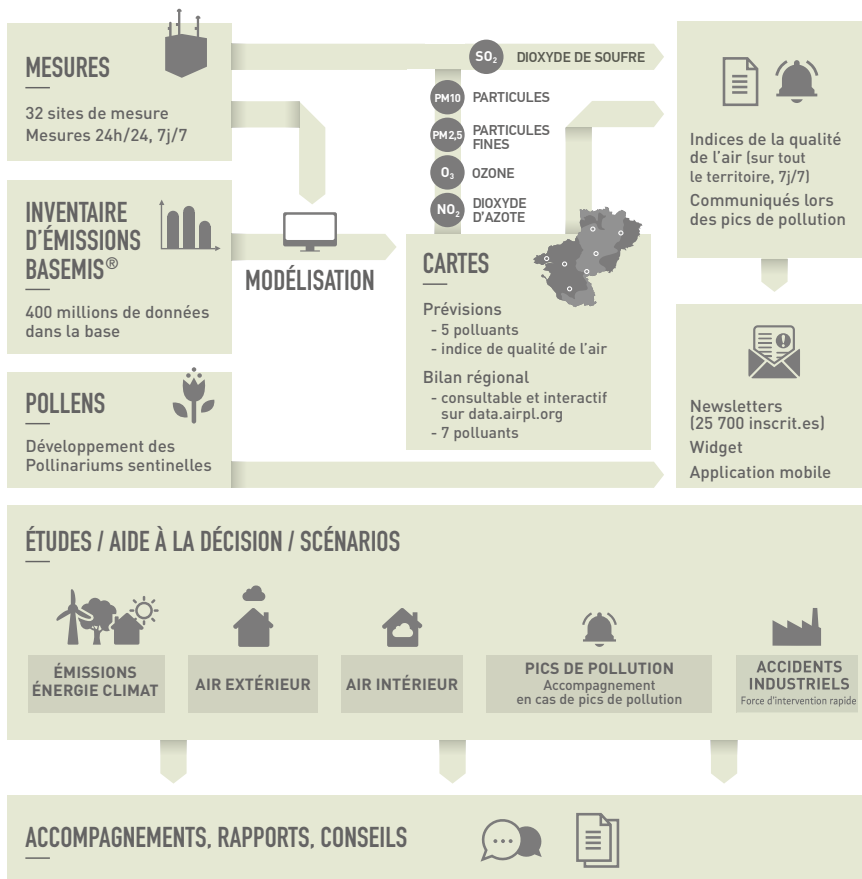 MESURES
32 sites de mesure
Mesures 24h/24, 7j/7
INVENTAIRE
D'ÉMISSIONS
BASEMIS®
400 millions de données
dans la base
POLLENS
Développement des
Pollinariums sentinelles
MODÉLISATION
SO₂ DIOXYDE DE SOUFRE
PM10 PARTICULES
PM2,5 PARTICULES
FINES
O₃ OZONE
NO₂ DIOXYDE
D'AZOTE
CARTES
Prévisions
- 5 polluants
- indice de qualité de l'air
Bilan régional
- consultable et interactif
sur data.airpl.org
- 7 polluants
Indices de la qualité
de l'air (sur tout
le territoire, 7j/7)
Communiqués lors
des pics de pollution
Newsletters
(25 700 inscrit.es)
Widget
Application mobile
ÉTUDES / AIDE À LA DÉCISION / SCÉNARIOS
ÉMISSIONS
ÉNERGIE CLIMAT
AIR EXTÉRIEUR
AIR INTÉRIEUR
PICS DE POLLUTION
Accompagnement
en cas de pics de pollution
ACCIDENTS
INDUSTRIELS
Force d'intervention rapide
ACCOMPAGNEMENTS, RAPPORTS, CONSEILS